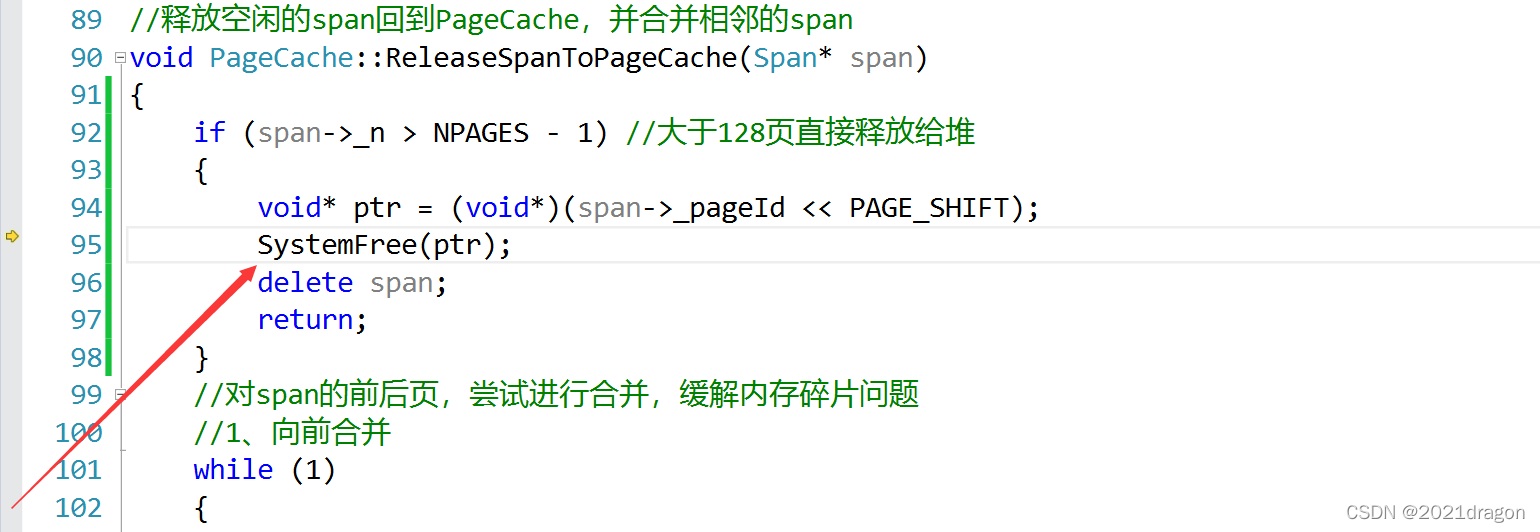 89 //释放空闲的span回到PageCache，并合并相邻的span
90 void PageCache::ReleaseSpanToPageCache(Span* span)
91 {
92 if (span->_n > NPAGES - 1) //大于128页直接释放给堆
93 {
94 void* ptr = (void*)(span->_pageId << PAGE_SHIFT);
95 SystemFree(ptr);
96 delete span;
97 return;
98 }
99 //对span的前后页，尝试进行合并，缓解内存碎片问题
100 //1、向前合并
101 while (1)
102 {
CSDN @2021dragon